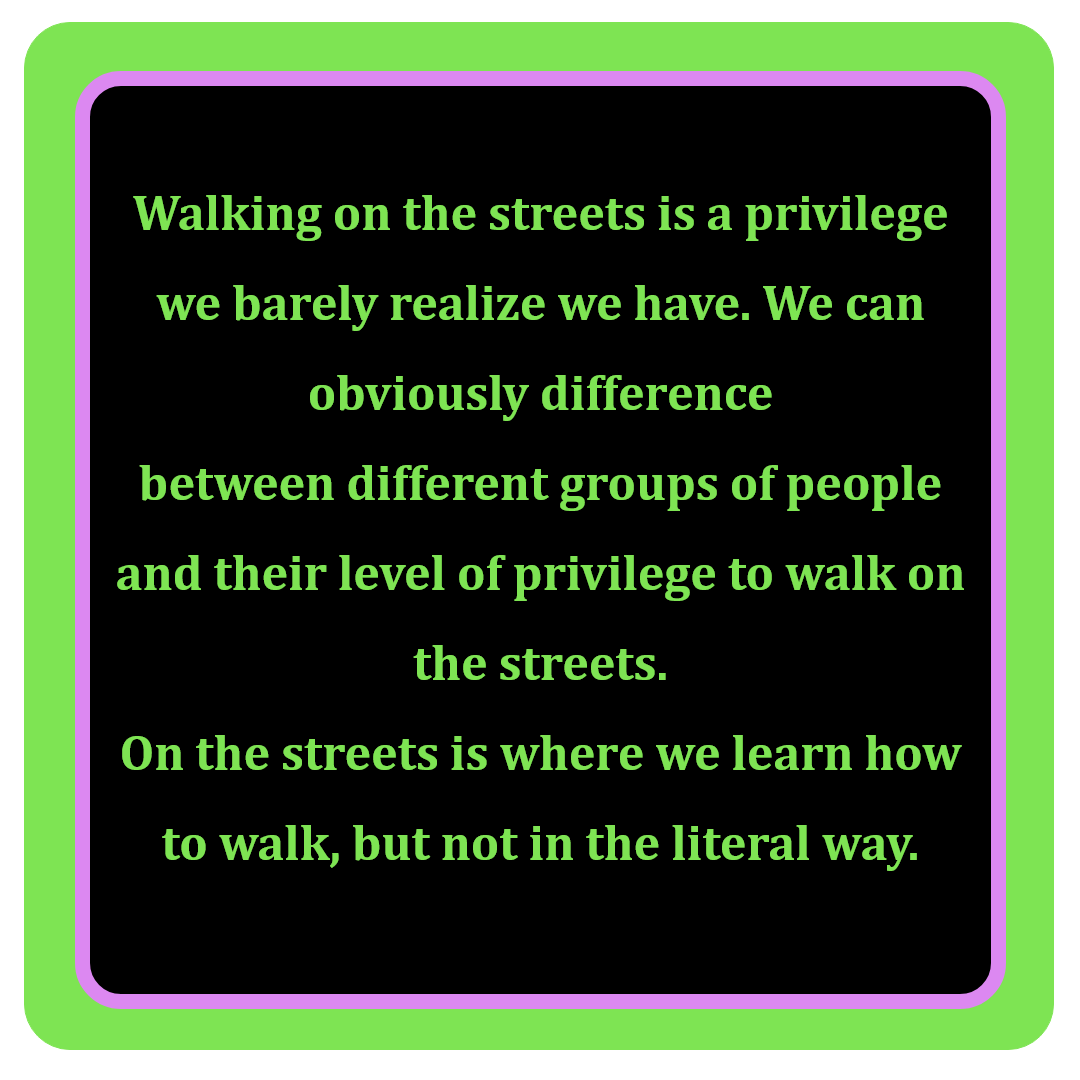 Walking on the streets is a privilege
we barely realize we have. We can
obviously difference
between different groups of people
and their level of privilege to walk on
the streets.
On the streets is where we learn how
to walk, but not in the literal way.